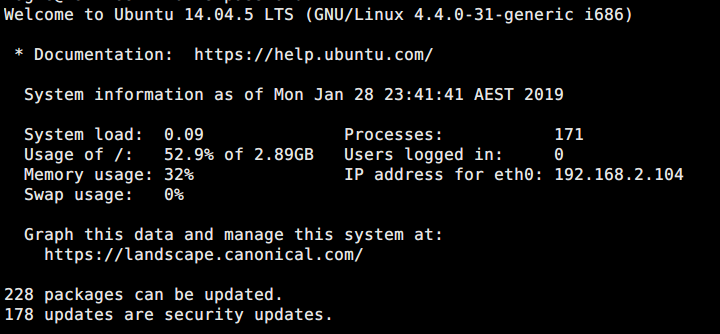 Welcome to Ubuntu 14.04.5 LTS (GNU/Linux 4.4.0-31-generic i686)
* Documentation:  https://help.ubuntu.com/
System information as of Mon Jan 28 23:41:41 AEST 2019
System load:  0.09              Processes:           171
Usage of /:   52.9% of 2.89GB   Users logged in:     0
Memory usage: 32%               IP address for eth0: 192.168.2.104
Swap usage:   0%
Graph this data and manage this system at:
https://landscape.canonical.com/
228 packages can be updated.
178 updates are security updates.